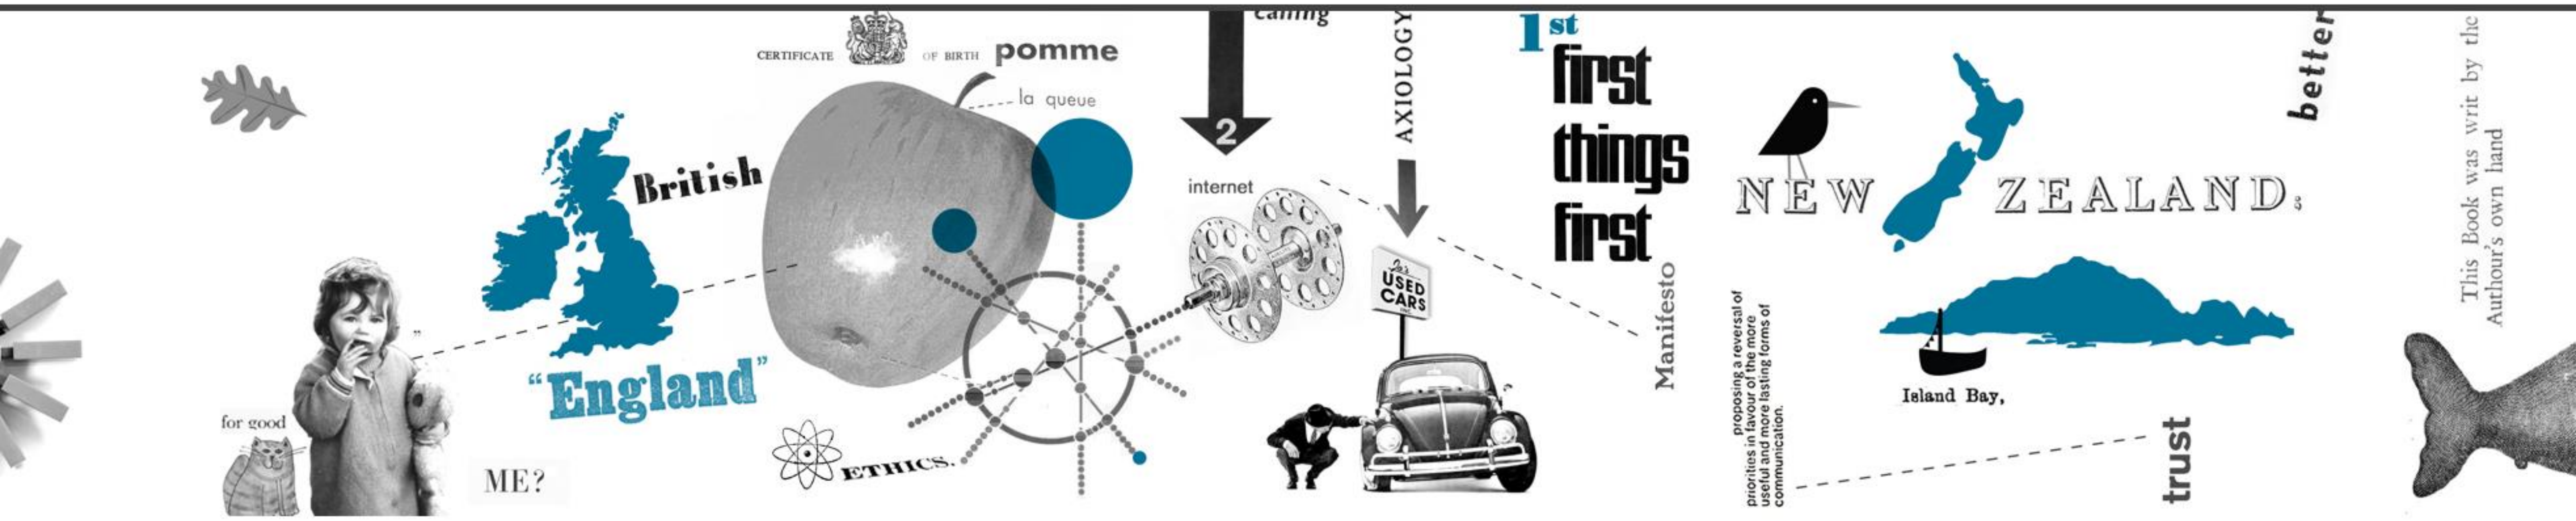 for good
ME?
British
"England"
CERTIFICATE
OF BIRTH
pomme
la queue
ETHICS.
calling
2
internet
AXIOLOGY
Jo's
USED
CARS
1st
first
things
first
Manifesto
proposing a reversal of
priorities in favour of the more
useful and more lasting forms of
communication.
NEW ZEALAND:
Island Bay,
trust
better
This Book was writ by the
Authour's own hand